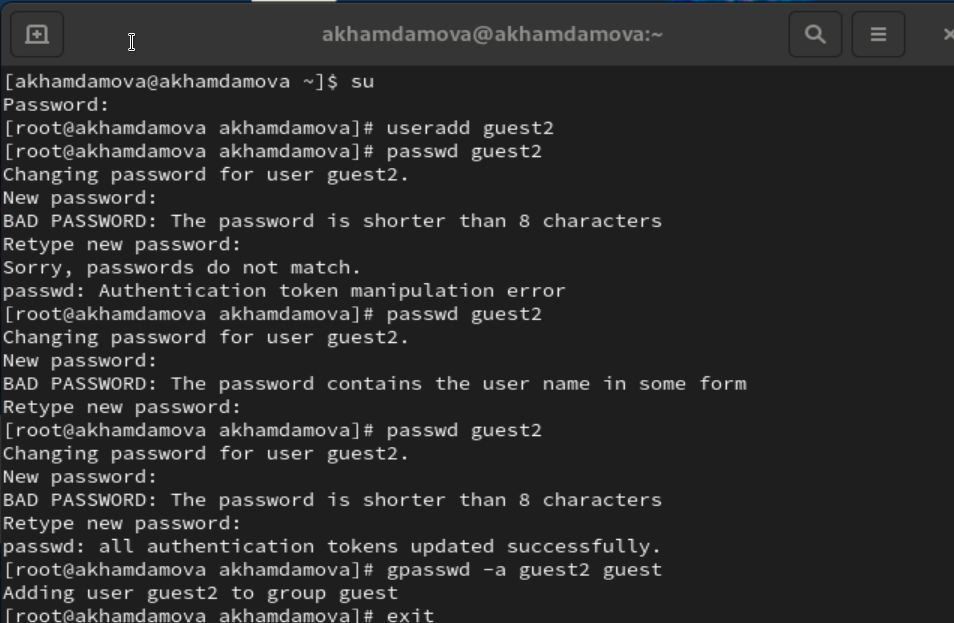 akhamdamova@akhamdamova:~
[akhamdamova@akhamdamova ~]$ su
Password:
[root@akhamdamova akhamdamova]# useradd guest2
[root@akhamdamova akhamdamova]# passwd guest2
Changing password for user guest2.
New password:
BAD PASSWORD: The password is shorter than 8 characters
Retype new password:
Sorry, passwords do not match.
passwd: Authentication token manipulation error
[root@akhamdamova akhamdamova]# passwd guest2
Changing password for user guest2.
New password:
BAD PASSWORD: The password contains the user name in some form
Retype new password:
[root@akhamdamova akhamdamova]# passwd guest2
Changing password for user guest2.
New password:
BAD PASSWORD: The password is shorter than 8 characters
Retype new password:
passwd: all authentication tokens updated successfully.
[root@akhamdamova akhamdamova]# gpasswd -a guest2 guest
Adding user guest2 to group guest
[root@akhamdamova akhamdamova]# exit